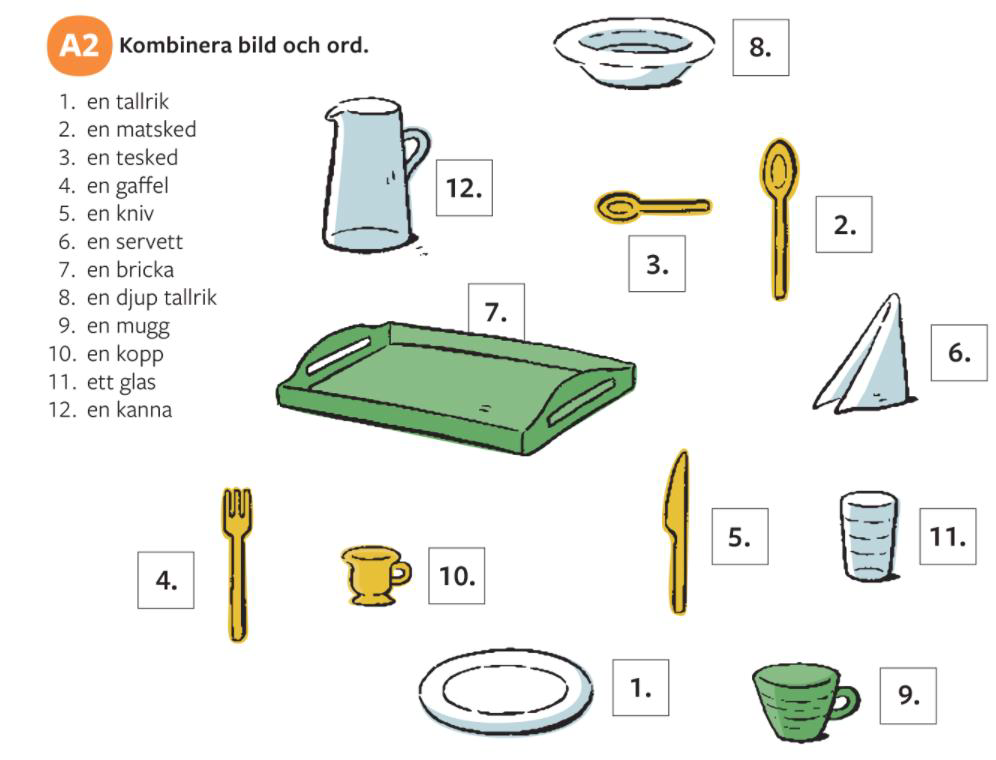 A2 Kombinera bild och ord.
1. en tallrik
2. en matsked
3. en tesked
4. en gaffel
5. en kniv
6. en servett
7. en bricka
8. en djup tallrik
9. en mugg
10. en kopp
11. ett glas
12. en kanna
8.
12.
2.
3.
7.
6.
5.
11.
4.
10.
1.
9.